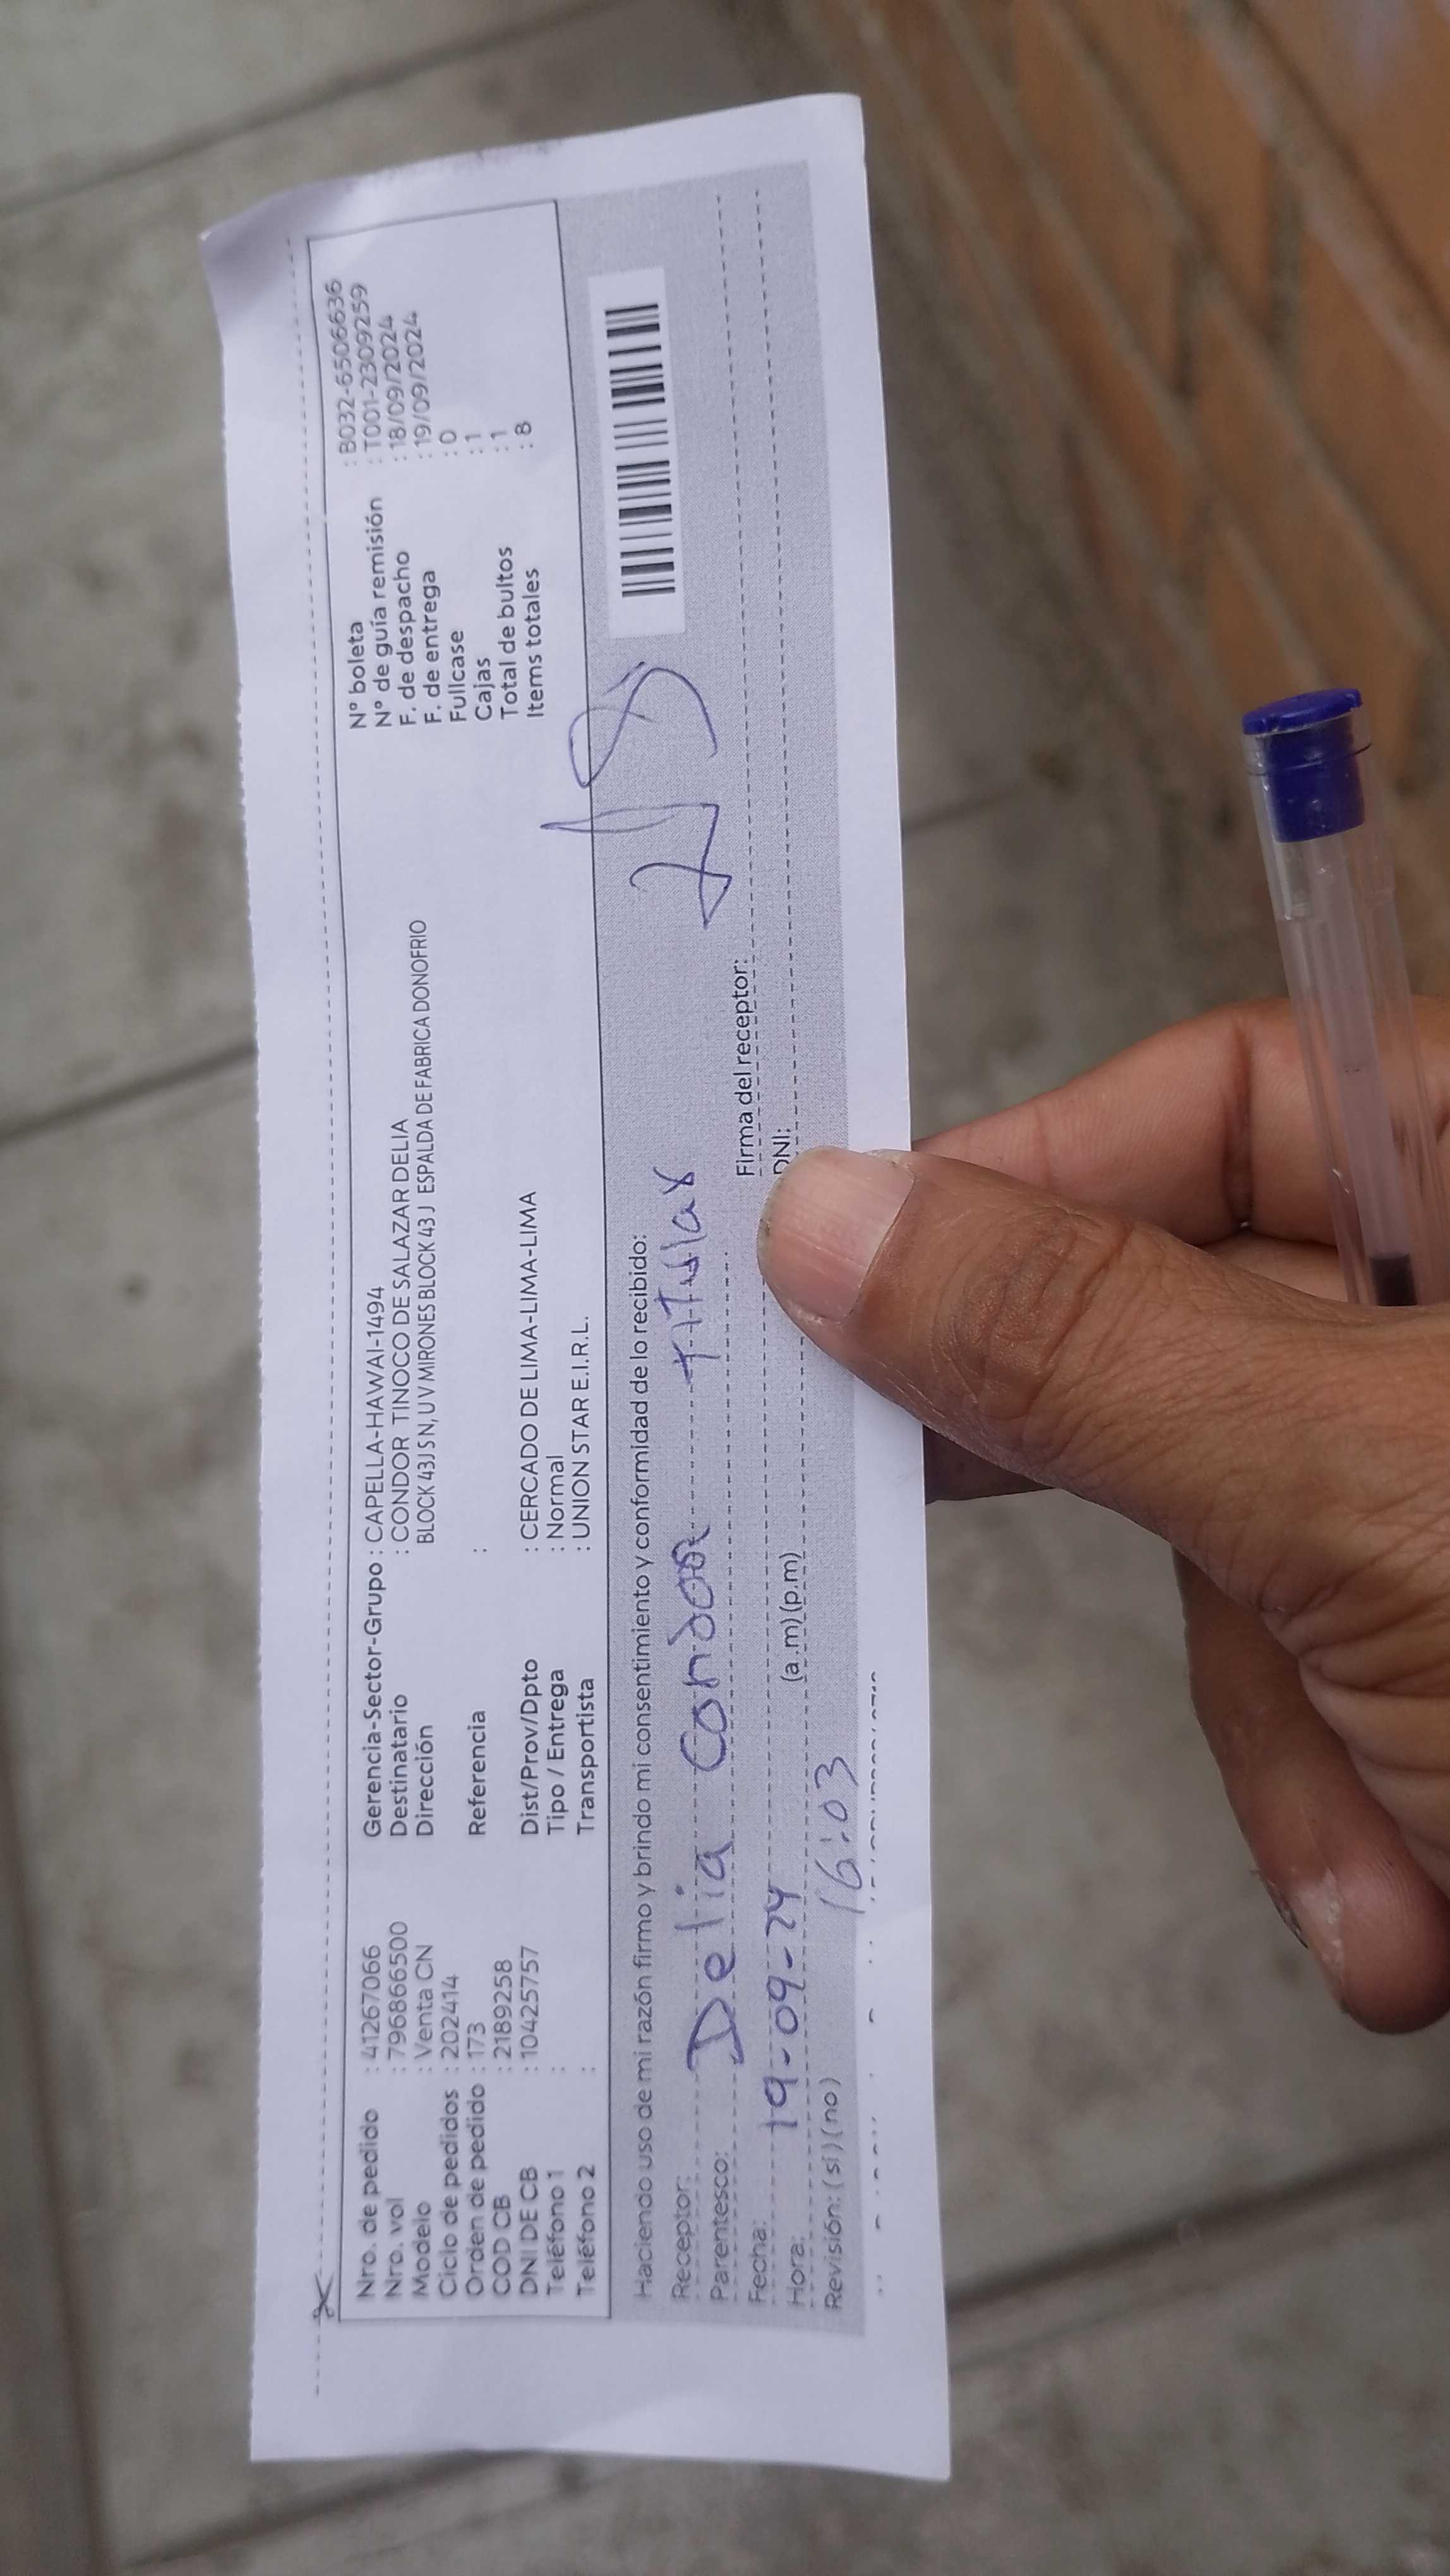 Nro. de pedido : 41267066 Gerencia-Sector-Grupo : CAPELLA-HAWAI-1494 N° boleta : B032-6506636
Nro. vol : 796866500 Destinatario : CONDOR TINOCO DE SALAZAR DELIA N° de guía remisión : T001-2309259
Modelo : Venta CN Dirección BLOCK 43 J S N, U V MIRONES BLOCK 43 J ESPALDA DE FABRICA DONOFRIO F. de despacho : 18/09/2024
Ciclo de pedidos : 202414 F. de entrega : 19/09/2024
Orden de pedido : 173 Referencia : Fullcase : 0
COD CB : 2189258 Cajas : 1
DNI DE CB : 10425757 Dist/Prov/Dpto : CERCADO DE LIMA-LIMA-LIMA Total de bultos : 1
Teléfono 1 : Tipo / Entrega : Normal Items totales : 8
Teléfono 2 : Transportista : UNION STAR E.I.R.L.
Haciendo uso de mi razón firmo y brindo mi consentimiento y conformidad de lo recibido:
Receptor: Delia Condor Titular
Parentesco: Firma del receptor:
Fecha: 19-09-24 DNI:
Hora: 16:03 (a.m) (p.m)
Revisión: (si) (no)